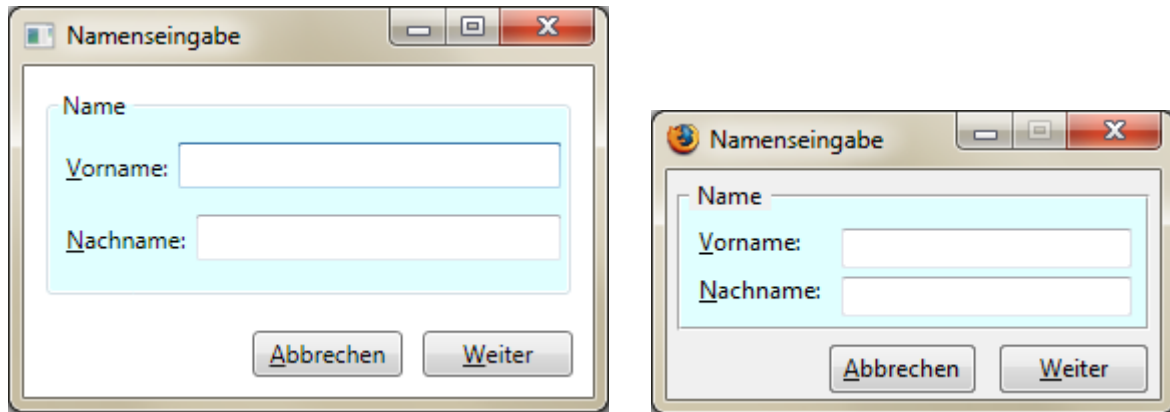 Namenseingabe
Name
Vorname:
Nachname:
Abbrechen Weiter
Namenseingabe
Name
Vorname:
Nachname:
Abbrechen Weiter